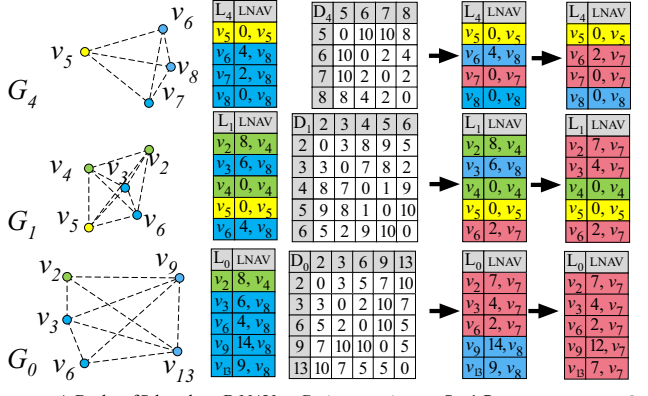 G4
v5
v6
v8
v7
L4 LNAV
v5 0, v5
v6 4, v8
v7 2, v8
v8 0, v8
D4 5 6 7 8
5 0 10 10 8
6 10 0 2 4
7 10 2 0 2
8 8 4 2 0
L4 LNAV
v5 0, v5
v6 4, v8
v7 0, v7
v8 0, v8
L4 LNAV
v5 0, v5
v6 2, v7
v7 0, v7
v8 0, v8
G1
v4
v3
v2
v5
v6
L1 LNAV
v2 8, v4
v3 6, v8
v4 0, v4
v5 0, v5
v6 4, v8
D1 2 3 4 5 6
2 0 3 8 9 5
3 3 0 7 8 2
4 8 7 0 1 9
5 9 8 1 0 10
6 5 2 9 10 0
L1 LNAV
v2 8, v4
v3 6, v8
v4 0, v4
v5 0, v5
v6 2, v7
L1 LNAV
v2 7, v7
v3 4, v7
v4 0, v4
v5 0, v5
v6 2, v7
G0
v2
v9
v3
v6
v13
L0 LNAV
v2 8, v4
v3 6, v8
v6 4, v8
v9 14, v8
v13 9, v8
D0 2 3 6 9 13
2 0 3 5 7 10
3 3 0 2 10 7
6 5 2 0 10 5
9 7 10 10 0 5
13 10 7 5 5 0
L0 LNAV
v2 7, v7
v3 4, v7
v6 2, v7
v9 14, v8
v13 9, v8
L0 LNAV
v2 7, v7
v3 4, v7
v6 2, v7
v9 12, v7
v13 7, v7